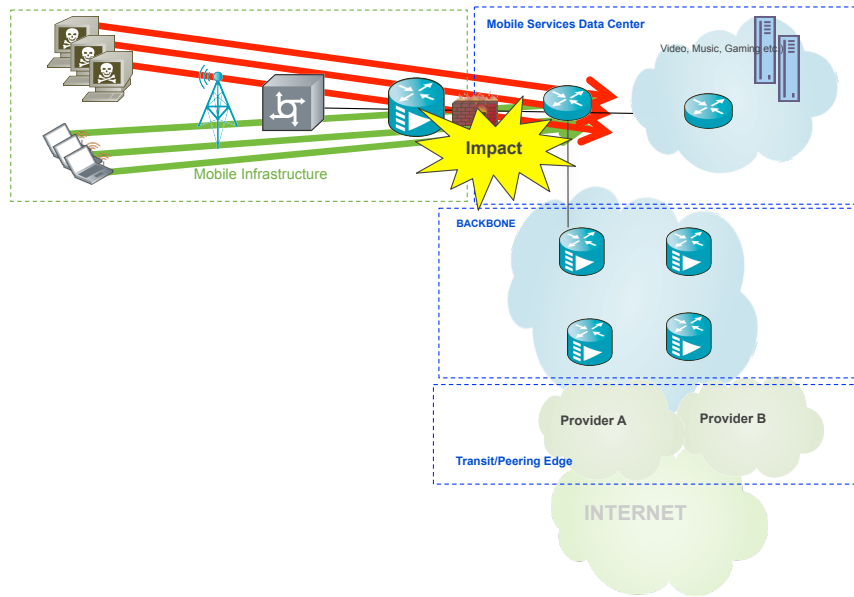 Mobile Services Data Center
Video, Music, Gaming etc.)
Impact
Mobile Infrastructure
BACKBONE
Provider A
Provider B
Transit/Peering Edge
INTERNET